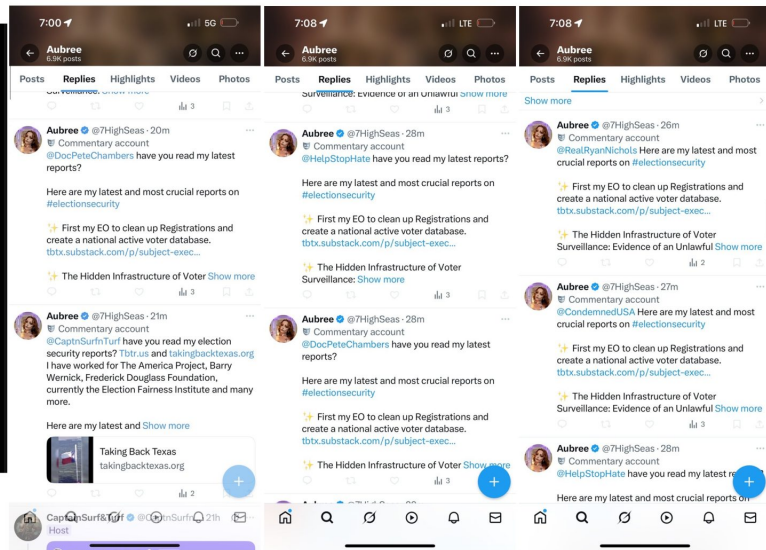 7:00
5G
Aubree
6.9K posts
Posts Replies Highlights Videos Photos
Surveillance: Show more
3
Aubree @7HighSeas · 20m
Commentary account
@DocPeteChambers have you read my latest
reports?
Here are my latest and most crucial reports on
#electionsecurity
✨ First my EO to clean up Registrations and
create a national active voter database.
tbtx.substack.com/p/subject-exec...
✨ The Hidden Infrastructure of Voter Show more
3
Aubree @7HighSeas · 21m
Commentary account
@CaptnSurfnTurf have you read my election
security reports? Tbtr.us and takingbacktexas.org
I have worked for The America Project, Barry
Wernick, Frederick Douglass Foundation,
currently the Election Fairness Institute and many
more.
Here are my latest and Show more
Taking Back Texas
takingbacktexas.org
2
CaptainSurf&Turf 21h
Host
7:08
LTE
Aubree
6.9K posts
Posts Replies Highlights Videos Photos
Surveillance: Evidence of an Unlawful Show more
3
Aubree @7HighSeas · 28m
Commentary account
@HelpStopHate have you read my latest reports?
Here are my latest and most crucial reports on
#electionsecurity
✨ First my EO to clean up Registrations and
create a national active voter database.
tbtx.substack.com/p/subject-exec...
✨ The Hidden Infrastructure of Voter
Surveillance: Show more
3
Aubree @7HighSeas · 28m
Commentary account
@DocPeteChambers have you read my latest
reports?
Here are my latest and most crucial reports on
#electionsecurity
✨ First my EO to clean up Registrations and
create a national active voter database.
tbtx.substack.com/p/subject-exec...
✨ The Hidden Infrastructure of Voter Show more
3
7:08
LTE
Aubree
6.9K posts
Posts Replies Highlights Videos Photos
Show more
Aubree @7HighSeas · 26m
Commentary account
@RealRyanNichols Here are my latest and most
crucial reports on #electionsecurity
✨ First my EO to clean up Registrations and
create a national active voter database.
tbtx.substack.com/p/subject-exec...
✨ The Hidden Infrastructure of Voter
Surveillance: Evidence of an Unlawful Show more
2
Aubree @7HighSeas · 27m
Commentary account
@CondemnedUSA Here are my latest and most
crucial reports on #electionsecurity
✨ First my EO to clean up Registrations and
create a national active voter database.
tbtx.substack.com/p/subject-exec...
✨ The Hidden Infrastructure of Voter
Surveillance: Evidence of an Unlawful Show more
3
Aubree @7HighSeas · 28m
Commentary account
@HelpStopHate have you read my latest
Here are my latest and most crucial reports on